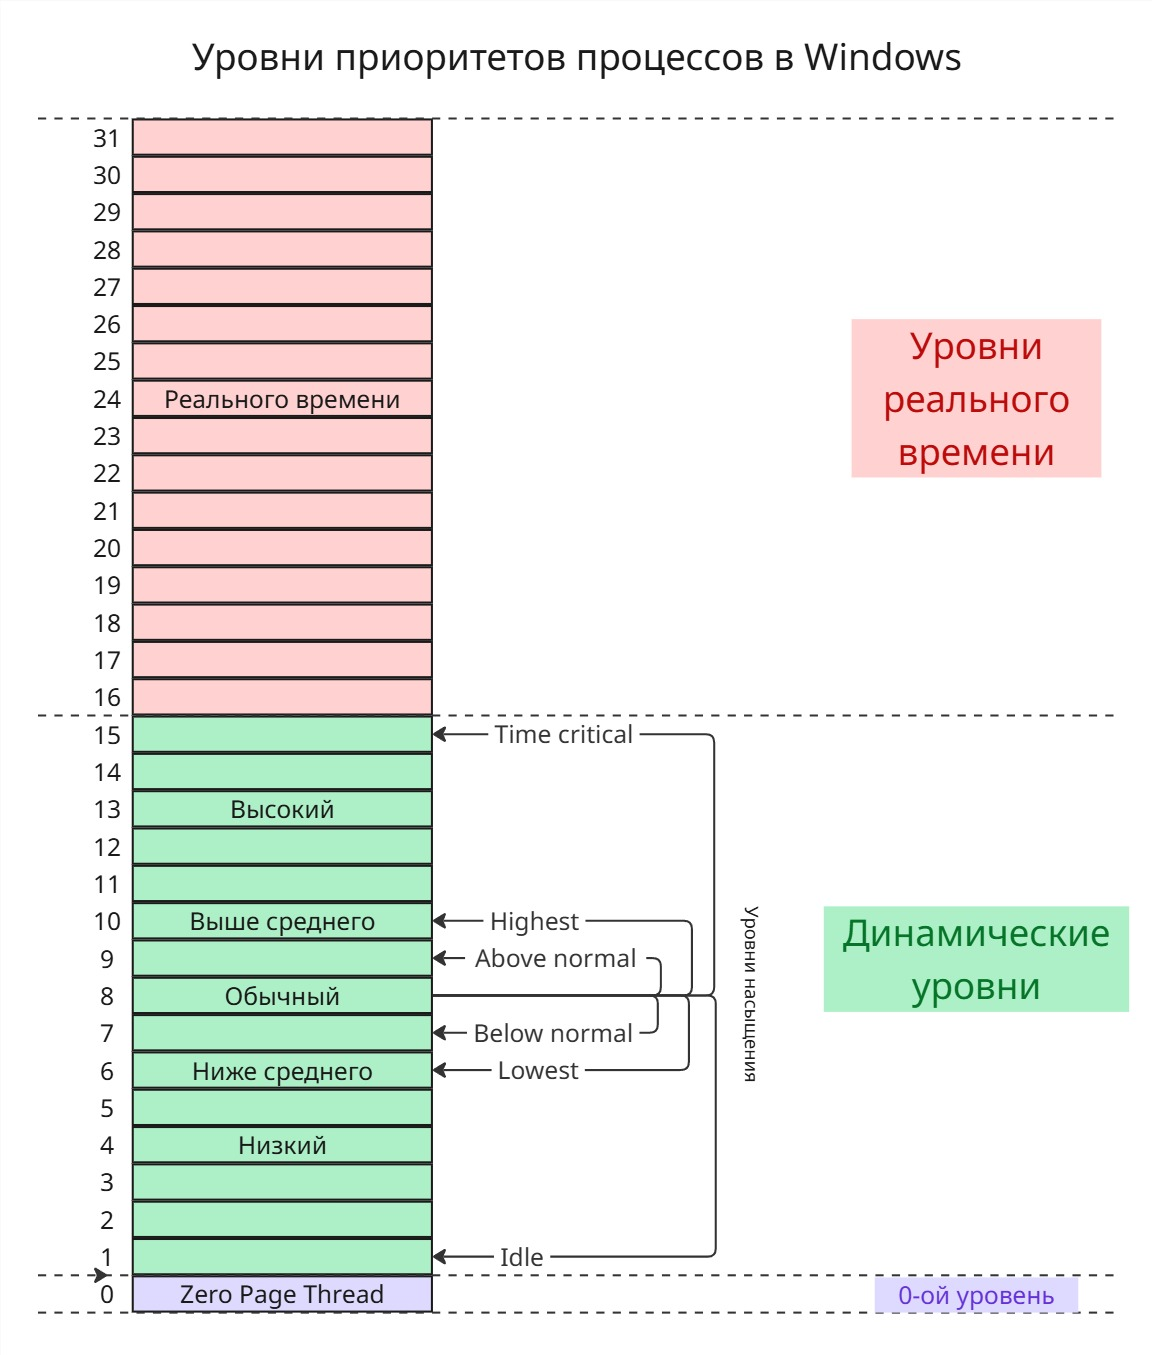 Уровни приоритетов процессов в Windows
31
30
29
28
27
26
25
24 Реального времени
23
22
21
20
19
18
17
16
Уровни
реального
времени
15 Time critical
14
13 Высокий
12
11
10 Выше среднего Highest
9 Above normal
8 Обычный
7 Below normal
6 Ниже среднего Lowest
5
4 Низкий
3
2
1 Idle
Уровни насыщения
Динамические
уровни
0 Zero Page Thread 0-ой уровень